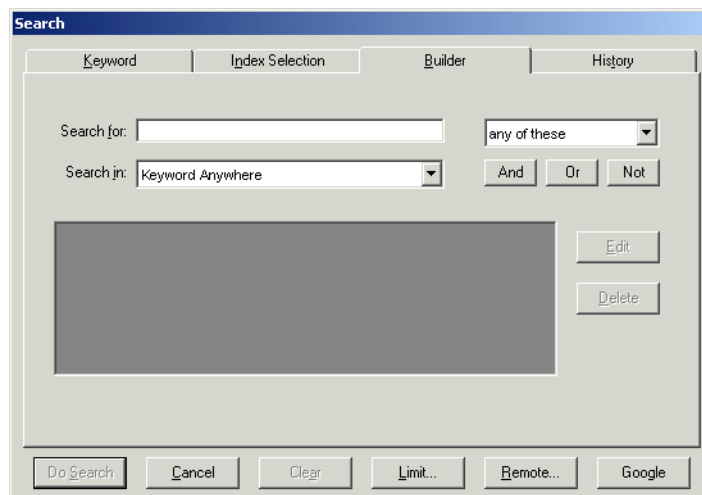 Search
Keyword Index Selection Builder History
Search for: any of these
Search in: Keyword Anywhere And Or Not
Edit
Delete
Do Search Cancel Clear Limit... Remote... Google